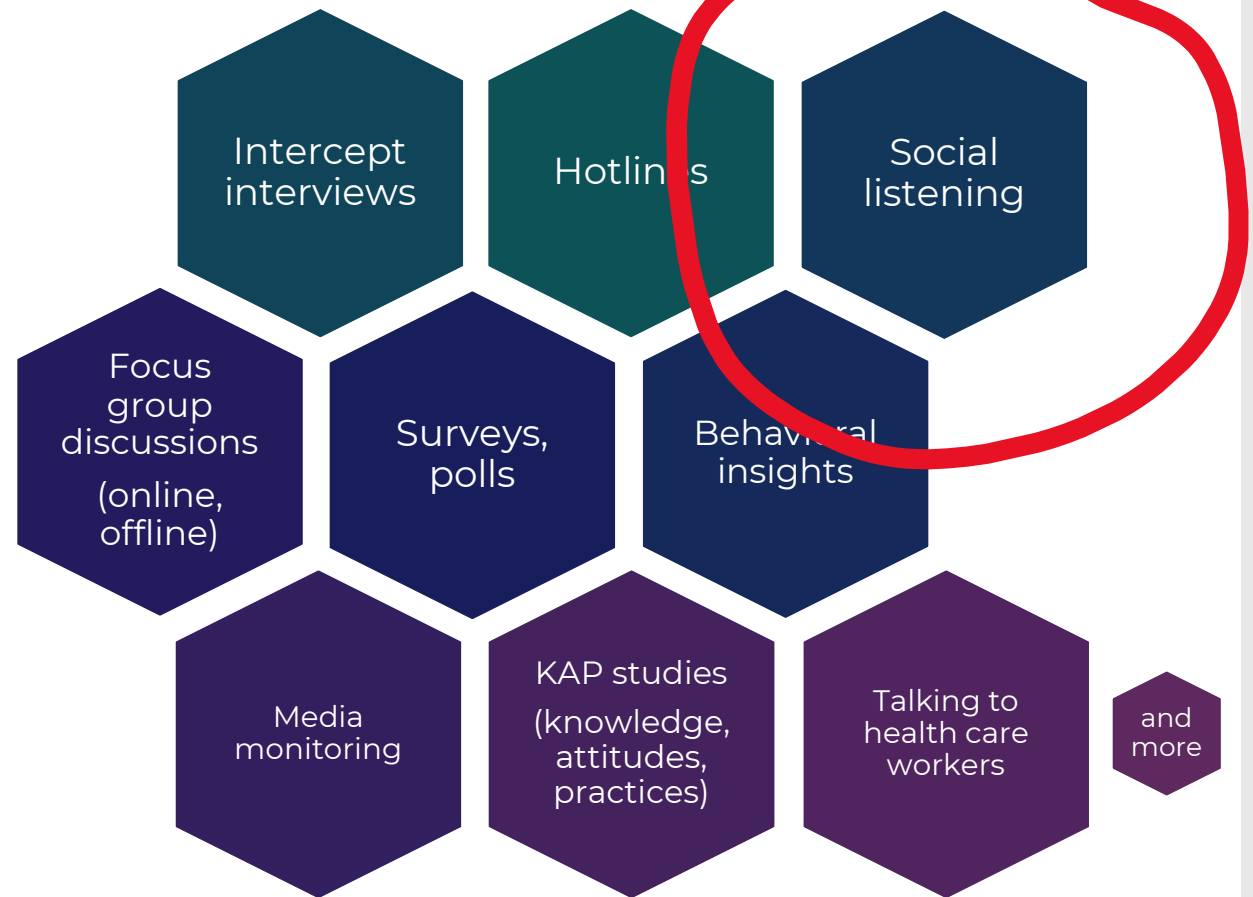 Intercept
interviews
Hotlines
Social
listening
Focus
group
discussions
(online,
offline)
Surveys,
polls
Behavioral
insights
Media
monitoring
KAP studies
(knowledge,
attitudes,
practices)
Talking to
health care
workers
and
more